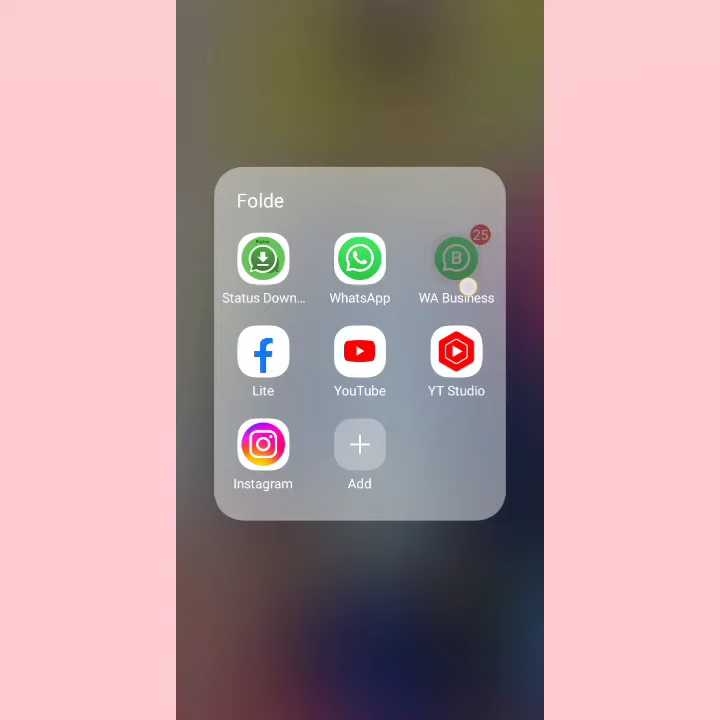 Folde
25
Status Down... WhatsApp WA Business
Lite YouTube YT Studio
Instagram Add